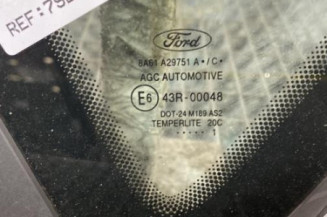 REF:75
Ford
8A61 A29751 A•/C•
AGC AUTOMOTIVE
E6 43R-00048
DOT-24 M189 AS2
TEMPERLITE 20C
..... 1